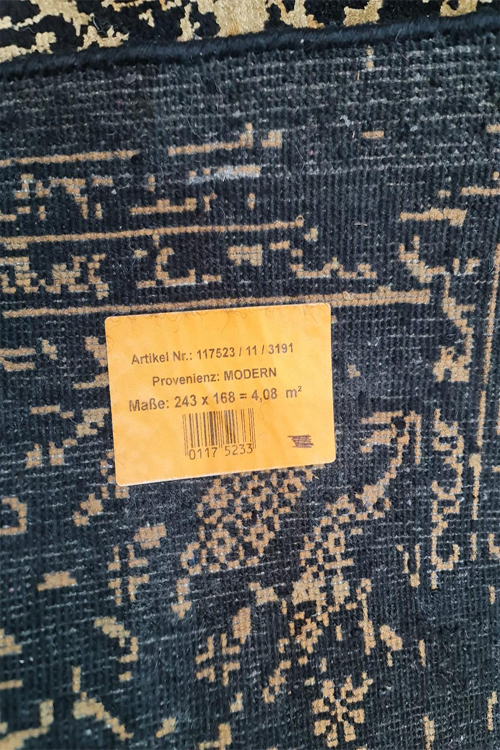 Artikel Nr.: 117523 / 11 / 3191
Provenienz: MODERN
Maße: 243 x 168 = 4,08 m²
0117 5233